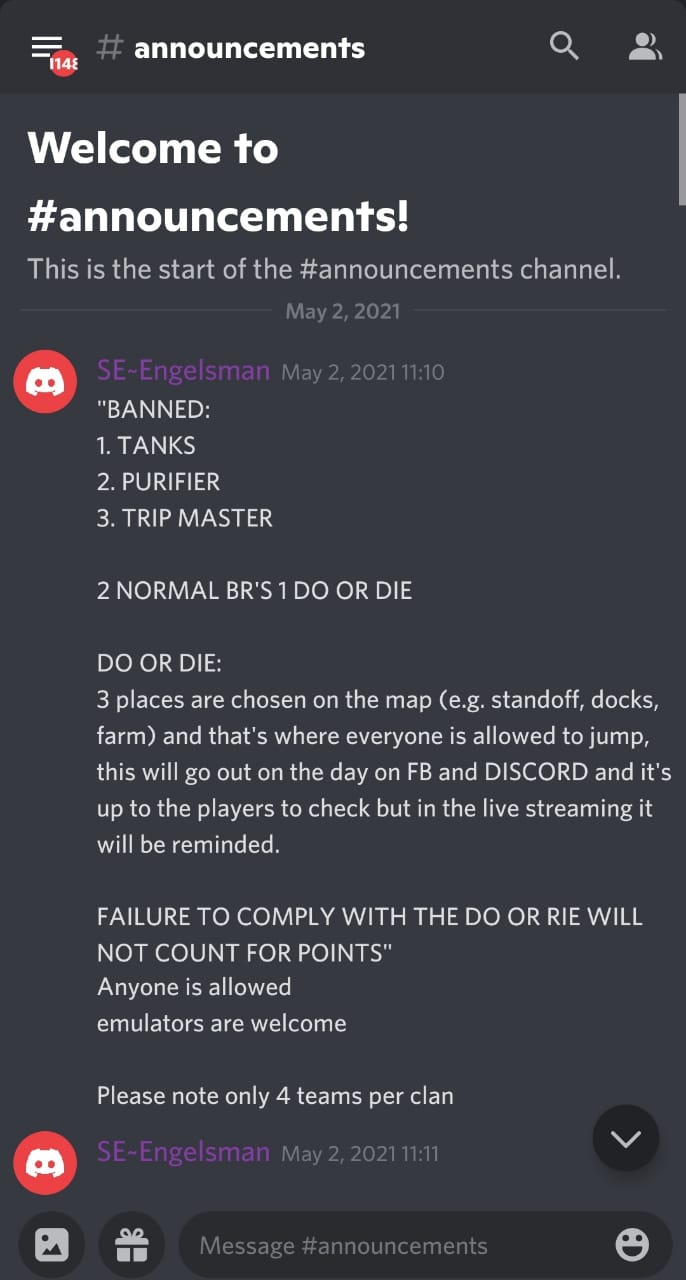 # announcements
Welcome to
#announcements!
This is the start of the #announcements channel.
May 2, 2021
SE~Engelsman May 2, 2021 11:10
"BANNED:
1. TANKS
2. PURIFIER
3. TRIP MASTER
2 NORMAL BR'S 1 DO OR DIE
DO OR DIE:
3 places are chosen on the map (e.g. standoff, docks,
farm) and that's where everyone is allowed to jump,
this will go out on the day on FB and DISCORD and it's
up to the players to check but in the live streaming it
will be reminded.
FAILURE TO COMPLY WITH THE DO OR RIE WILL
NOT COUNT FOR POINTS"
Anyone is allowed
emulators are welcome
Please note only 4 teams per clan
SE~Engelsman May 2, 2021 11:11
Message #announcements